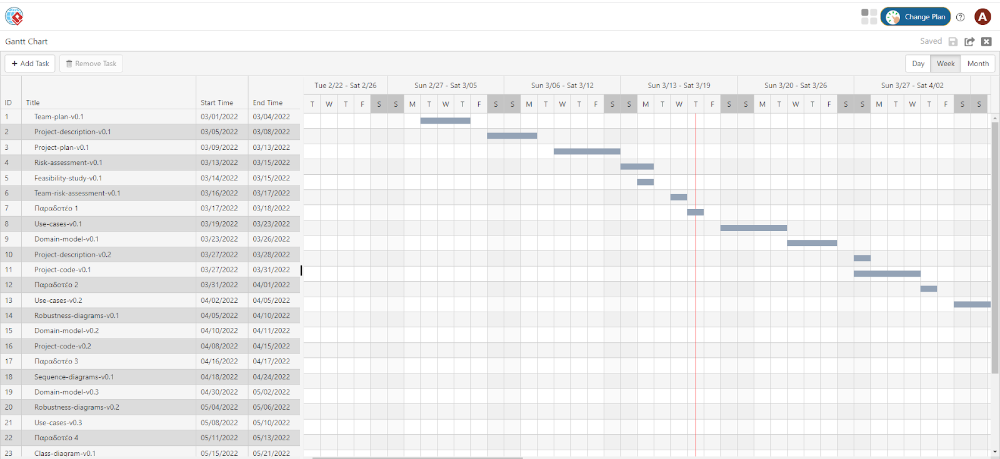 Change Plan ? A
Gantt Chart Saved
+ Add Task Remove Task Day Week Month
Tue 2/22 - Sat 2/26 Sun 2/27 - Sat 3/05 Sun 3/06 - Sat 3/12 Sun 3/13 - Sat 3/19 Sun 3/20 - Sat 3/26 Sun 3/27 - Sat 4/02
ID Title Start Time End Time T W T F S S M T W T F S S M T W T F S S M T W T F S S M T W T F S S M T W T F S S
1 Team-plan-v0.1 03/01/2022 03/04/2022
2 Project-description-v0.1 03/05/2022 03/08/2022
3 Project-plan-v0.1 03/09/2022 03/13/2022
4 Risk-assessment-v0.1 03/13/2022 03/15/2022
5 Feasibility-study-v0.1 03/14/2022 03/15/2022
6 Team-risk-assessment-v0.1 03/16/2022 03/17/2022
7 Παραδοτέο 1 03/17/2022 03/18/2022
8 Use-cases-v0.1 03/19/2022 03/23/2022
9 Domain-model-v0.1 03/23/2022 03/26/2022
10 Project-description-v0.2 03/27/2022 03/28/2022
11 Project-code-v0.1 03/27/2022 03/31/2022
12 Παραδοτέο 2 03/31/2022 04/01/2022
13 Use-cases-v0.2 04/02/2022 04/05/2022
14 Robustness-diagrams-v0.1 04/05/2022 04/10/2022
15 Domain-model-v0.2 04/10/2022 04/11/2022
16 Project-code-v0.2 04/08/2022 04/15/2022
17 Παραδοτέο 3 04/16/2022 04/17/2022
18 Sequence-diagrams-v0.1 04/18/2022 04/24/2022
19 Domain-model-v0.3 04/30/2022 05/02/2022
20 Robustness-diagrams-v0.2 05/04/2022 05/06/2022
21 Use-cases-v0.3 05/08/2022 05/10/2022
22 Παραδοτέο 4 05/11/2022 05/13/2022
23 Class-diagram-v0.1 05/15/2022 05/21/2022